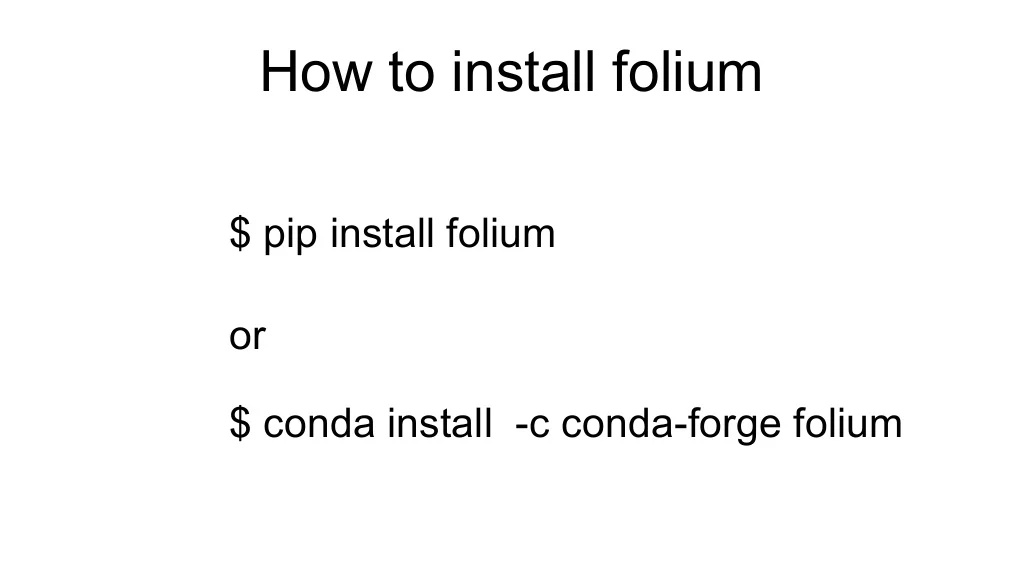 How to install folium
$ pip install folium
or
$ conda install  -c conda-forge folium